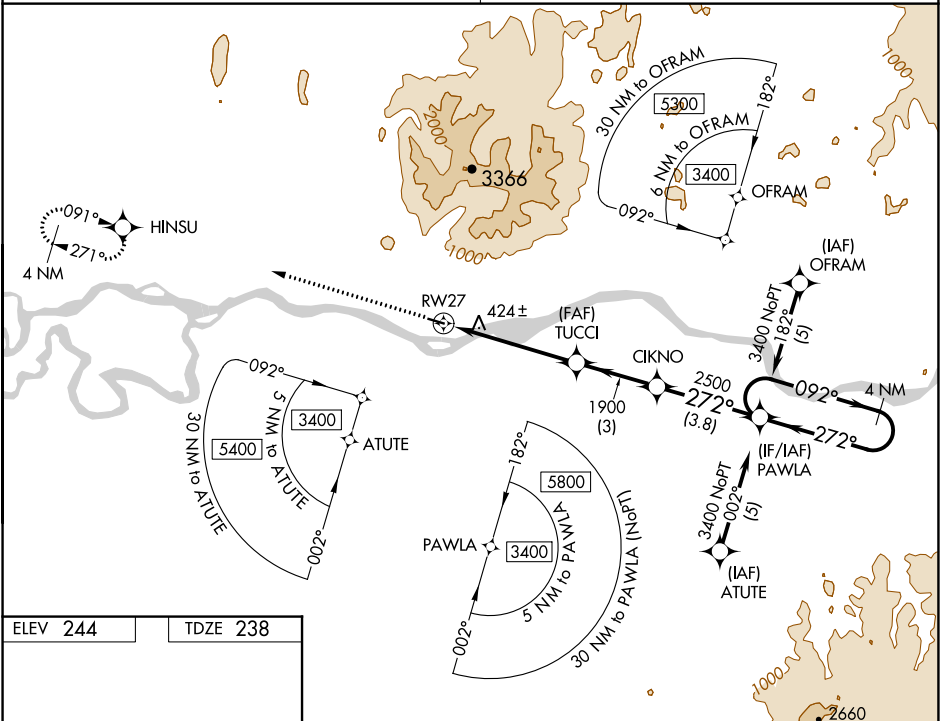 30 NM to OFRAM
5300
182°
6 NM to OFRAM
3400
092°
OFRAM
1000
2000
3366
1000
091°
HINSU
271°
4 NM
(IAF)
OFRAM
3400 NoPT
182°
(5)
RW27
424±
(FAF)
TUCCI
CIKNO
2500
272°
(3.8)
1900
(3)
092°
4 NM
272°
(IF/IAF)
PAWLA
092°
5 NM to ATUTE
3400
5400
30 NM to ATUTE
ATUTE
002°
182°
5800
PAWLA
3400
5 NM to PAWLA
30 NM to PAWLA (NoPT)
002°
3400 NoPT
002°
(5)
(IAF)
ATUTE
ELEV 244
TDZE 238
1000
2660